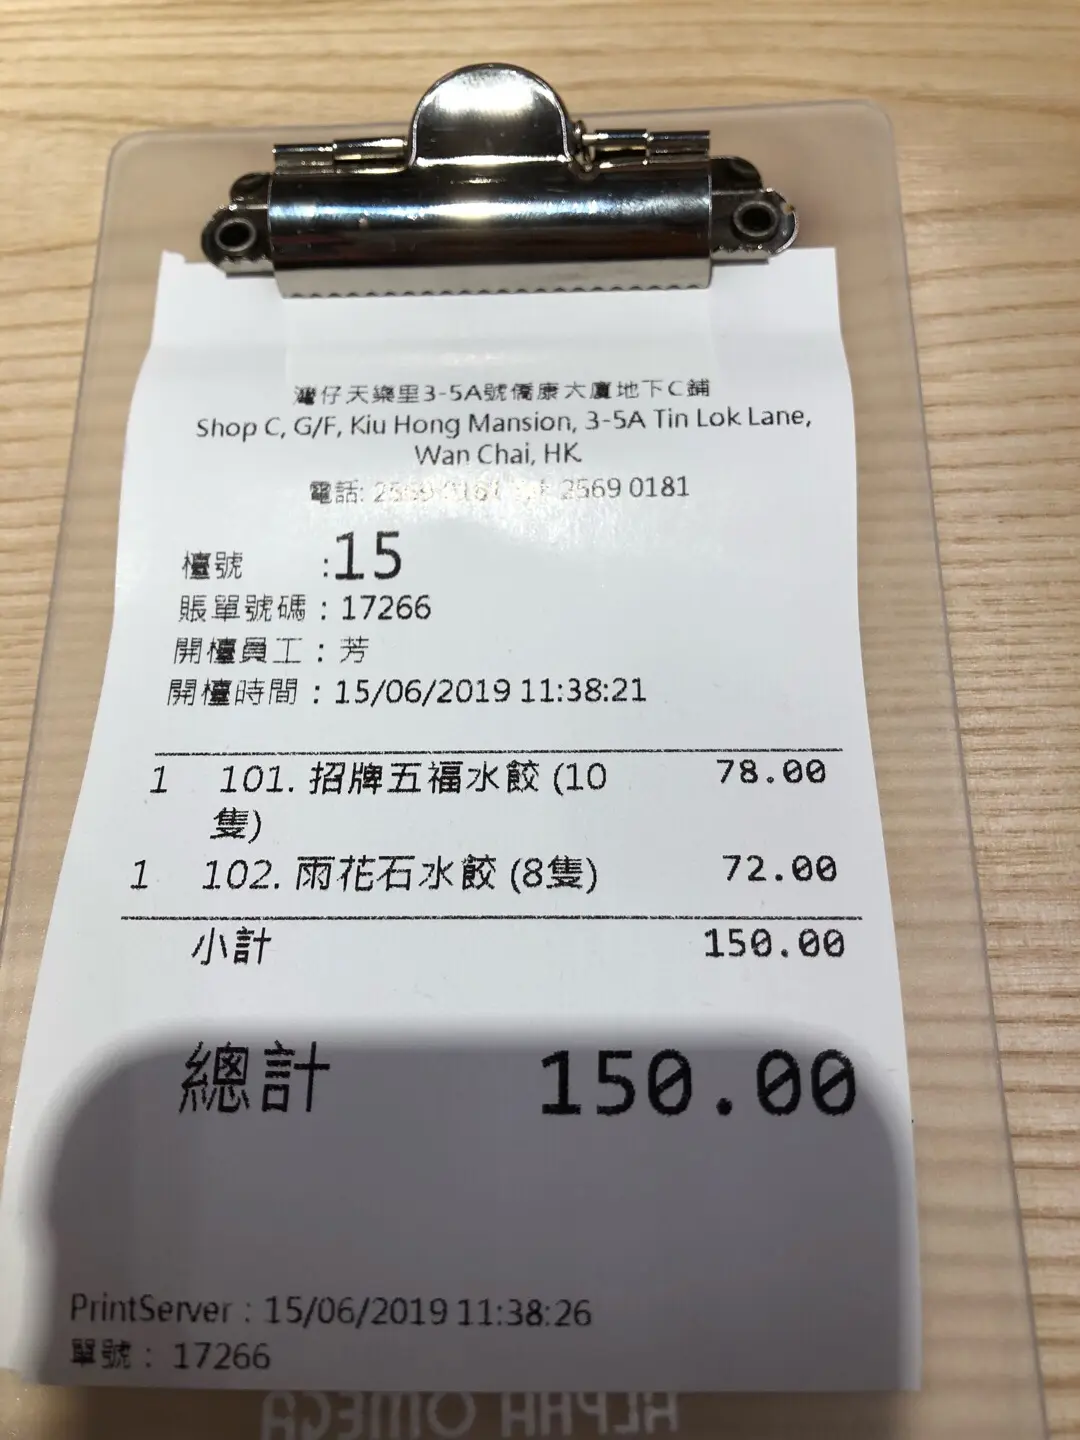 灣仔天樂里3-5A號僑康大廈地下C鋪
Shop C, G/F, Kiu Hong Mansion, 3-5A Tin Lok Lane,
Wan Chai, HK.
電話: 2569 0181
檯號 :15
賬單號碼 : 17266
開檯員工 : 芳
開檯時間 : 15/06/2019 11:38:21
1 101. 招牌五福水餃 (10 78.00
隻)
1 102. 雨花石水餃 (8隻) 72.00
小計 150.00
總計 150.00
PrintServer : 15/06/2019 11:38:26
單號 : 17266
ALPHA OMEGA